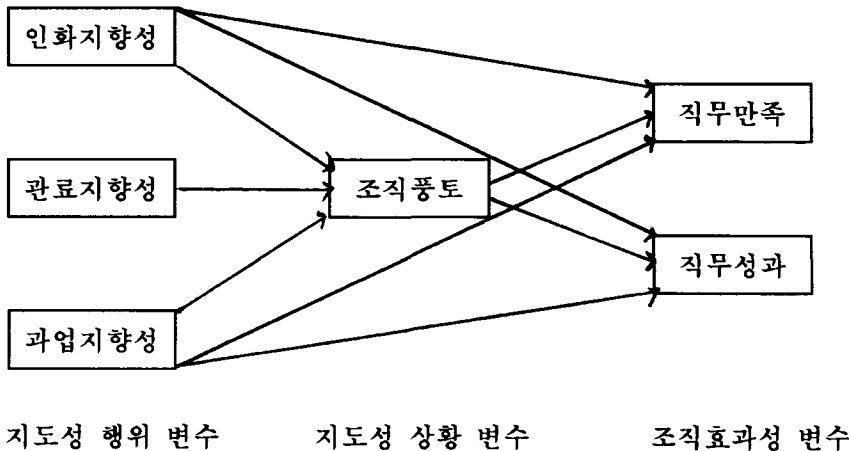 인화지향성
직무만족
관료지향성
조직풍토
직무성과
과업지향성
지도성 행위 변수
지도성 상황 변수
조직효과성 변수